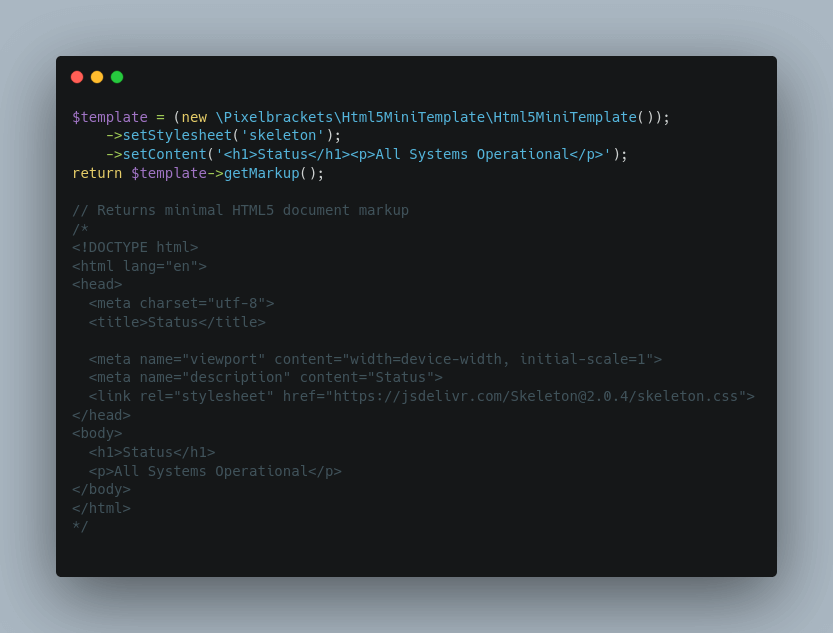 $template = (new \Pixelbrackets\Html5MiniTemplate\Html5MiniTemplate());
    ->setStylesheet('skeleton');
    ->setContent('<h1>Status</h1><p>All Systems Operational</p>');
return $template->getMarkup();

// Returns minimal HTML5 document markup
/*
<!DOCTYPE html>
<html lang="en">
<head>
  <meta charset="utf-8">
  <title>Status</title>

  <meta name="viewport" content="width=device-width, initial-scale=1">
  <meta name="description" content="Status">
  <link rel="stylesheet" href="https://jsdelivr.com/Skeleton@2.0.4/skeleton.css">
</head>
<body>
  <h1>Status</h1>
  <p>All Systems Operational</p>
</body>
</html>
*/